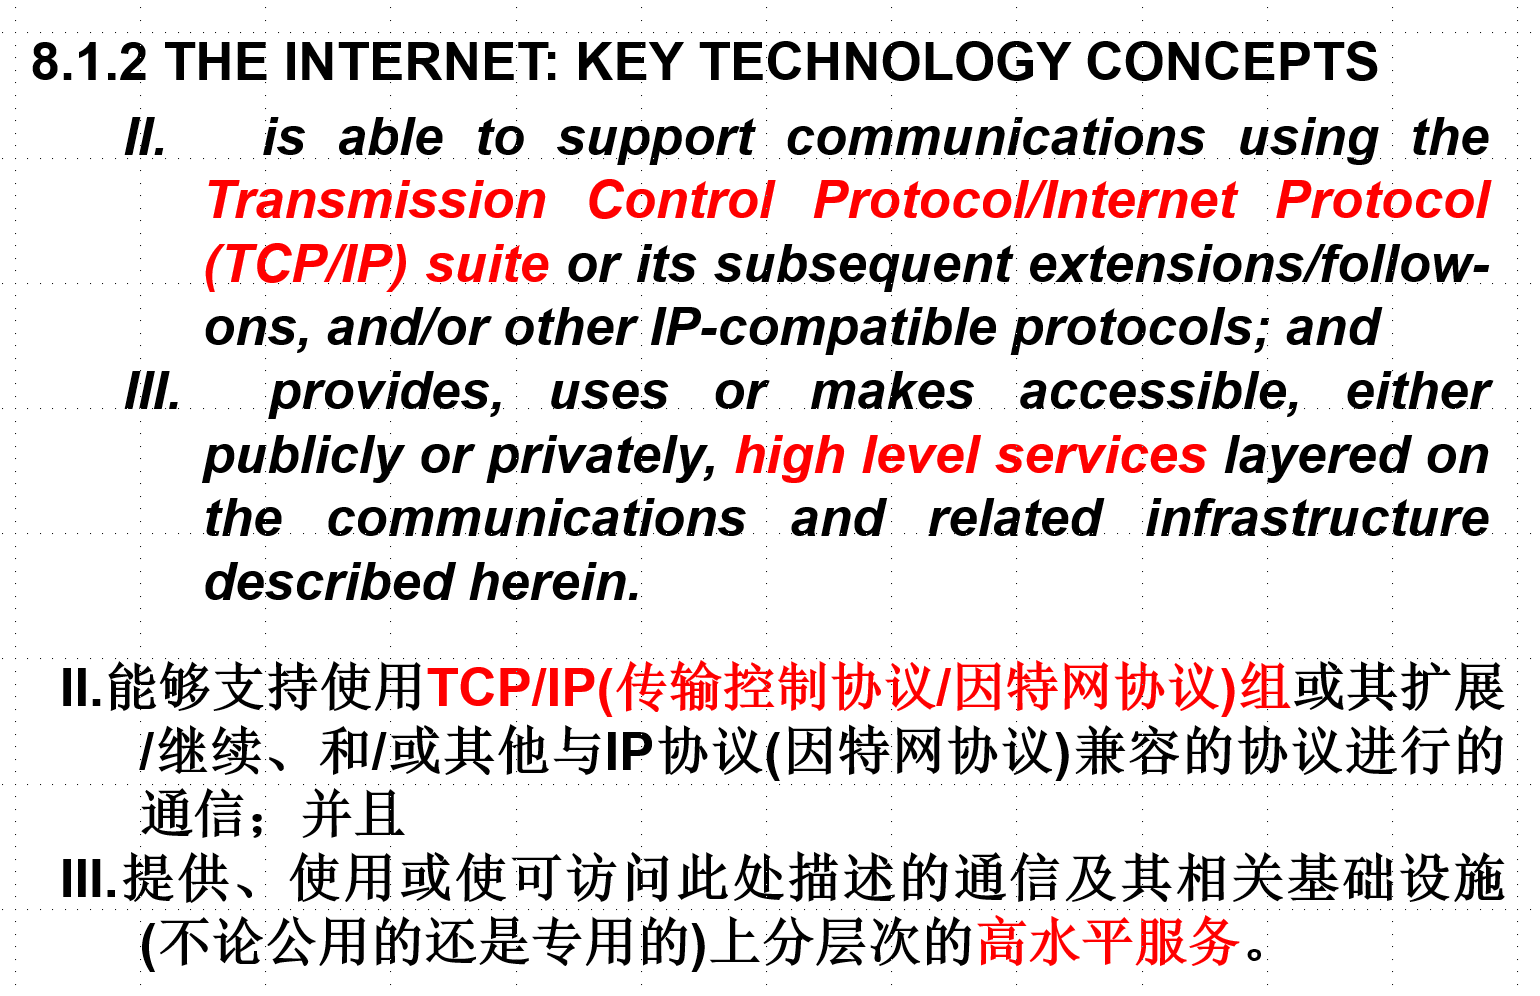 8.1.2 THE INTERNET: KEY TECHNOLOGY CONCEPTS
II. is able to support communications using the
Transmission Control Protocol/Internet Protocol
(TCP/IP) suite or its subsequent extensions/follow-
ons, and/or other IP-compatible protocols; and
III. provides, uses or makes accessible, either
publicly or privately, high level services layered on
the communications and related infrastructure
described herein.
II.能够支持使用TCP/IP(传输控制协议/因特网协议)组或其扩展
/继续、和/或其他与IP协议(因特网协议)兼容的协议进行的
通信；并且
III.提供、使用或使可访问此处描述的通信及其相关基础设施
(不论公用的还是专用的)上分层次的高水平服务。